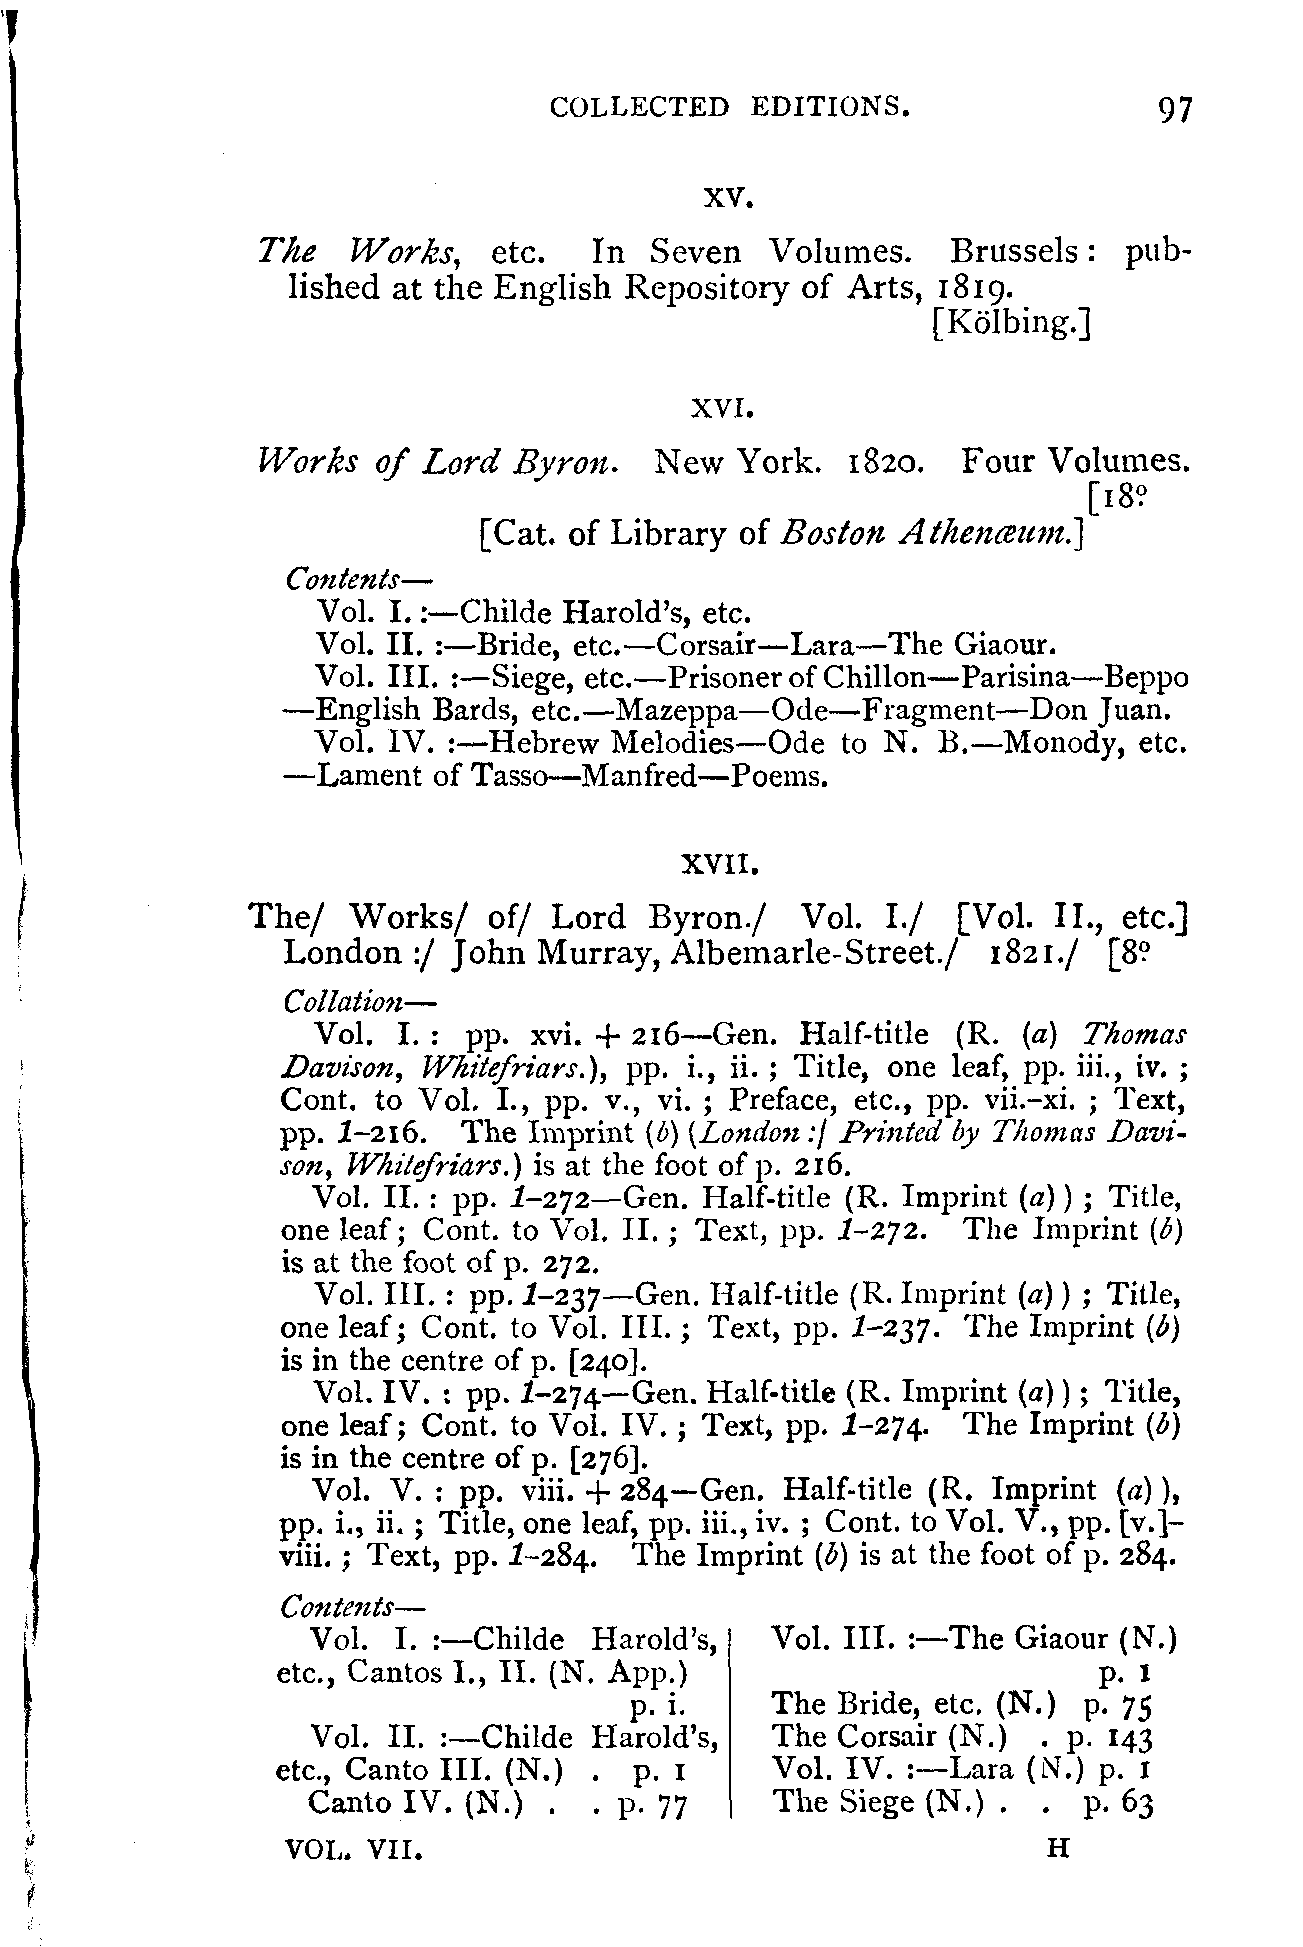 COLLECTED EDITIONS. 97
XV.
The Works, etc. In Seven Volumes. Brussels: pub-
lished at the English Repository of Arts, 1819.
[Kölbing.]
XVI.
Works of Lord Byron. New York. 1820. Four Volumes.
[18º
[Cat. of Library of Boston Athenæum.]
Contents—
Vol. I. :—Childe Harold's, etc.
Vol. II. :—Bride, etc.—Corsair—Lara—The Giaour.
Vol. III. :—Siege, etc.—Prisoner of Chillon—Parisina—Beppo
—English Bards, etc.—Mazeppa—Ode—Fragment—Don Juan.
Vol. IV. :—Hebrew Melodies—Ode to N. B.—Monody, etc.
—Lament of Tasso—Manfred—Poems.
XVII.
The/ Works/ of/ Lord Byron./ Vol. I./ [Vol. II., etc.]
London :/ John Murray, Albemarle-Street./ 1821./ [8º
Collation—
Vol. I. : pp. xvi. + 216—Gen. Half-title (R. (a) Thomas
Davison, Whitefriars.), pp. i., ii. ; Title, one leaf, pp. iii., iv. ;
Cont. to Vol. I., pp. v., vi. ; Preface, etc., pp. vii.-xi. ; Text,
pp. 1-216. The Imprint (b) (London :/ Printed by Thomas Davi-
son, Whitefriars.) is at the foot of p. 216.
Vol. II. : pp. 1-272—Gen. Half-title (R. Imprint (a) ) ; Title,
one leaf ; Cont. to Vol. II. ; Text, pp. 1-272. The Imprint (b)
is at the foot of p. 272.
Vol. III. : pp. 1-237—Gen. Half-title (R. Imprint (a) ) ; Title,
one leaf ; Cont. to Vol. III. ; Text, pp. 1-237. The Imprint (b)
is in the centre of p. [240].
Vol. IV. : pp. 1-274—Gen. Half-title (R. Imprint (a) ) ; Title,
one leaf ; Cont. to Vol. IV. ; Text, pp. 1-274. The Imprint (b)
is in the centre of p. [276].
Vol. V. : pp. viii. + 284—Gen. Half-title (R. Imprint (a) ),
pp. i., ii. ; Title, one leaf, pp. iii., iv. ; Cont. to Vol. V., pp. [v.]-
viii. ; Text, pp. 1-284. The Imprint (b) is at the foot of p. 284.
Contents—
Vol. I. :—Childe Harold's,
etc., Cantos I., II. (N. App.)
p. i.
Vol. II. :—Childe Harold's,
etc., Canto III. (N.) . p. 1
Canto IV. (N.) . . p. 77
Vol. III. :—The Giaour (N.)
p. 1
The Bride, etc. (N.) p. 75
The Corsair (N.) . p. 143
Vol. IV. :—Lara (N.) p. 1
The Siege (N.) . . p. 63
VOL. VII. H